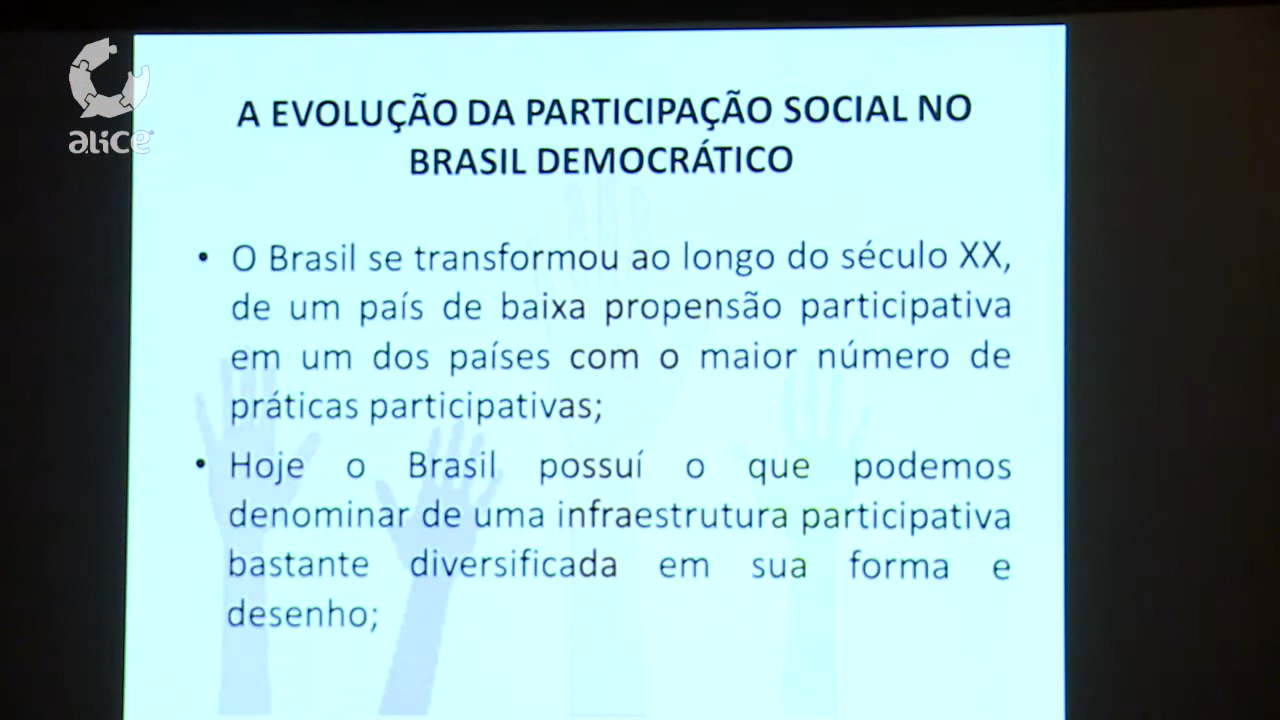 alice
A EVOLUÇÃO DA PARTICIPAÇÃO SOCIAL NO
BRASIL DEMOCRÁTICO
• O Brasil se transformou ao longo do século XX,
de um país de baixa propensão participativa
em um dos países com o maior número de
práticas participativas;
• Hoje o Brasil possuí o que podemos
denominar de uma infraestrutura participativa
bastante diversificada em sua forma e
desenho;